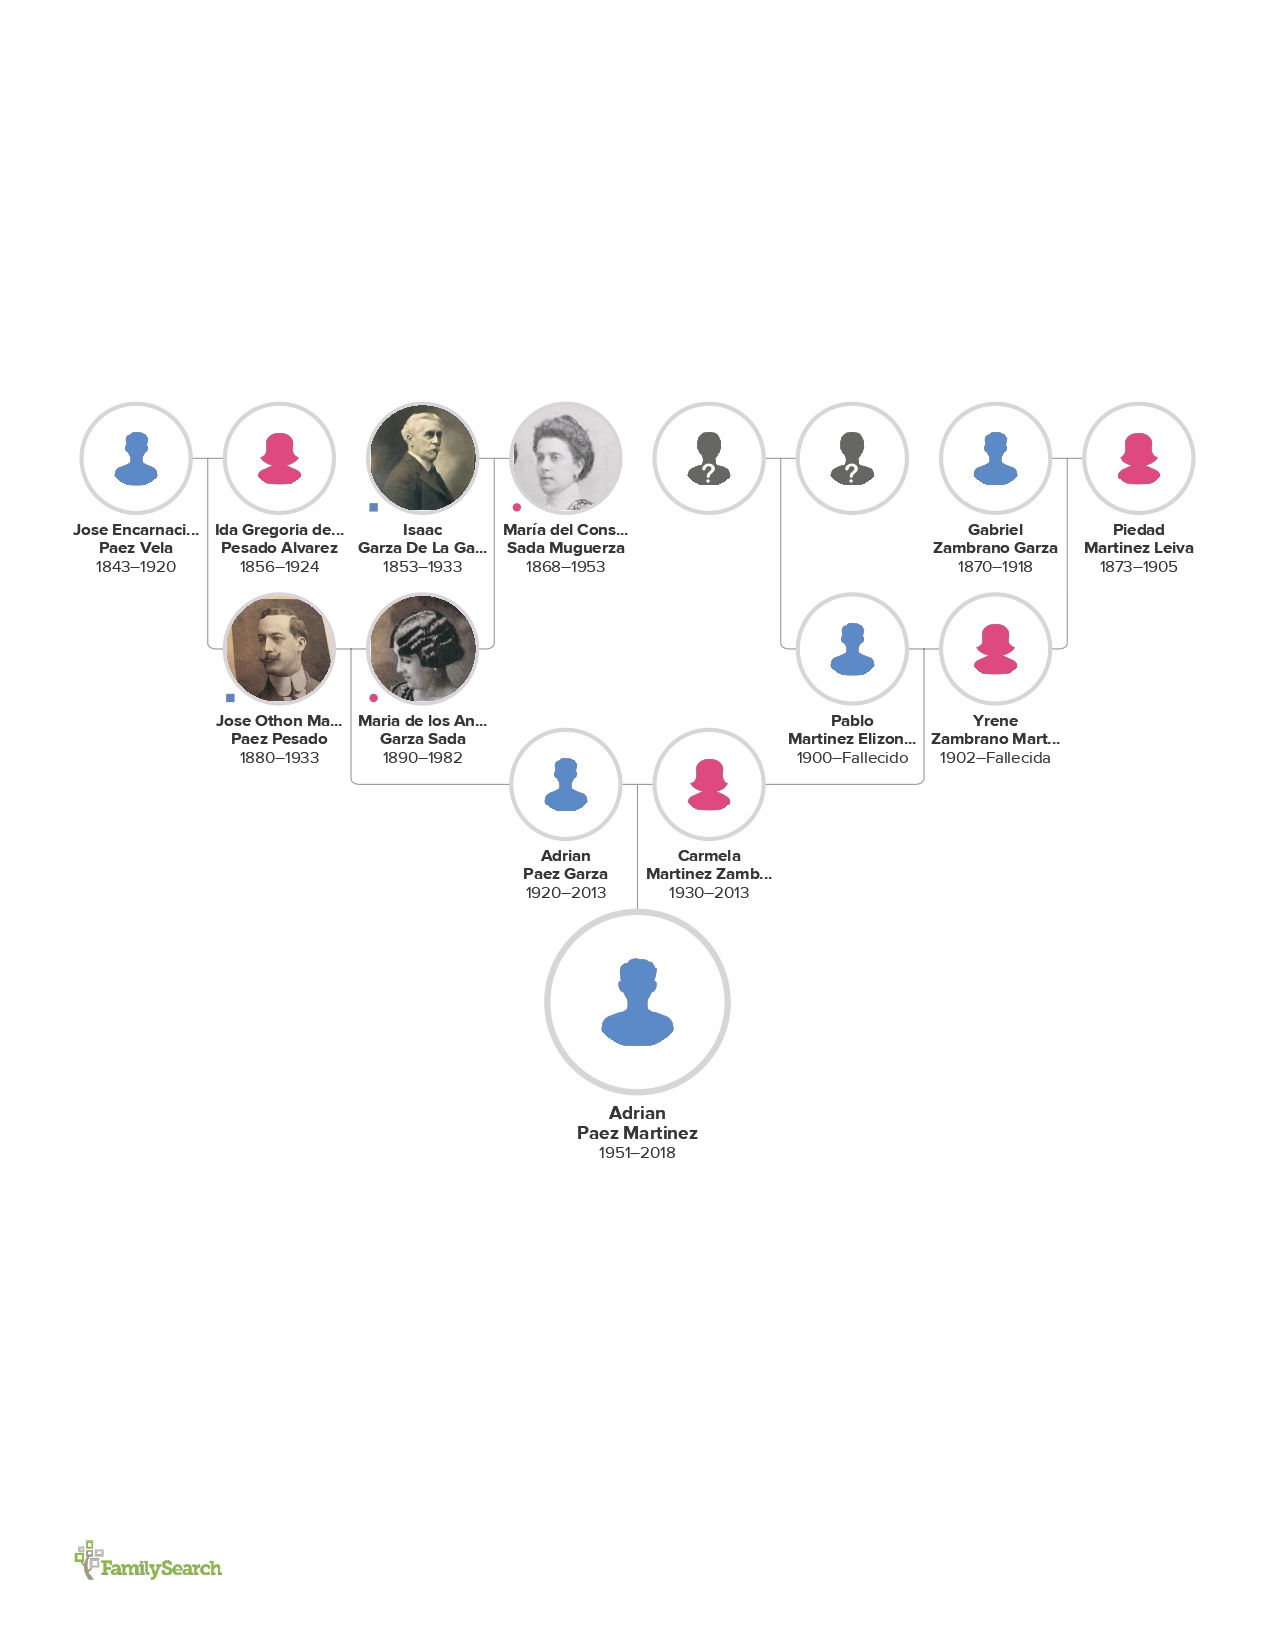 Jose Encarnaci...
Paez Vela
1843–1920
Ida Gregoria de...
Pesado Alvarez
1856–1924
Isaac
Garza De La Ga...
1853–1933
María del Cons...
Sada Muguerza
1868–1953
?
?
Gabriel
Zambrano Garza
1870–1918
Piedad
Martinez Leiva
1873–1905
Jose Othon Ma...
Paez Pesado
1880–1933
Maria de los An...
Garza Sada
1890–1982
Pablo
Martinez Elizon...
1900–Fallecido
Yrene
Zambrano Mart...
1902–Fallecida
Adrian
Paez Garza
1920–2013
Carmela
Martinez Zamb...
1930–2013
Adrian
Paez Martinez
1951–2018
FamilySearch